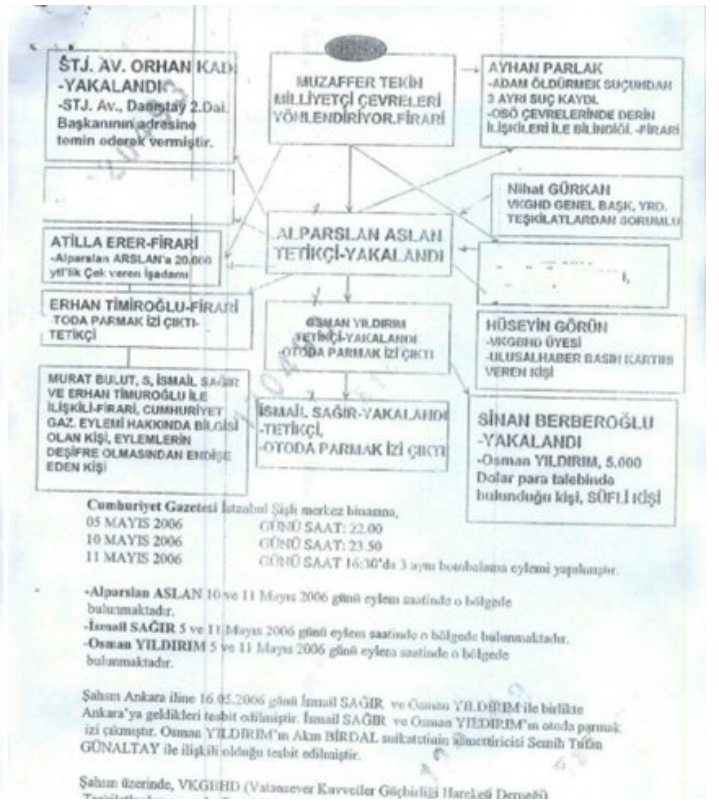 STJ. AV. ORHAN KADI
-YAKALANDI
-STJ. Av., Danıştay 2.Dai.
Başkanının adresine
temin ederek vermiştir.
MUZAFFER TEKİN
MİLLİYETÇİ ÇEVRELERİ
YÖNLENDİRİYOR.FİRARİ
AYHAN PARLAK
-ADAM ÖLDÜRMEK SUÇUNDAN
3 AYRI SUÇ KAYDI.
-OSÖ ÇEVRELERİNDE DERİN
İLİŞKİLERİ İLE BİLİNDİĞİ. -FİRARİ
Nihat GÜRKAN
VKGHD GENEL BAŞK. YRD.
TEŞKİLATLARDAN SORUMLU
ALPARSLAN ASLAN
TETİKÇİ-YAKALANDI
ATİLLA ERER-FİRARİ
-Alparslan ARSLAN'a 20.000
ytl'lik Çek veren İşadamı
ERHAN TİMİROĞLU-FİRARİ
-TODA PARMAK İZİ ÇIKTI-
TETİKÇİ
OSMAN YILDIRIM
TETİKÇİ-YAKALANDI
-OTODA PARMAK İZİ ÇIKTI
HÜSEYİN GÖRÜN
-VKGBHD ÜYESİ
-ULUSALHABER BASIN KARTINI
VEREN KİŞİ
MURAT BULUT, S, İSMAİL SAĞIR
VE ERHAN TİMUROĞLU İLE
İLİŞKİLİ-FİRARİ, CUMHURİYET
GAZ. EYLEMİ HAKKINDA BİLGİSİ
OLAN KİŞİ, EYLEMLERİN
DEŞİFRE OLMASINDAN ENDİŞE
EDEN KİŞİ
İSMAİL SAĞIR-YAKALANDI
-TETİKÇİ,
-OTODA PARMAK İZİ ÇIKTI
SİNAN BERBEROĞLU
-YAKALANDI
-Osman YILDIRIM, 5.000
Dolar para talebinde
bulunduğu kişi, SÜFLİ KİŞİ
Cumhuriyet Gazetesi İstanbul Şişli merkez binasına,
05 MAYIS 2006 GÜNÜ SAAT: 22.00
10 MAYIS 2006 GÜNÜ SAAT: 23.50
11 MAYIS 2006 GÜNÜ SAAT 16:30'da 3 ayrı bombalama eylemi yapılmıştır.
-Alparslan ASLAN 10 ve 11 Mayıs 2006 günü eylem saatinde o bölgede
bulunmaktadır.
-İsmail SAĞIR 5 ve 11 Mayıs 2006 günü eylem saatinde o bölgede bulunmaktadır.
-Osman YILDIRIM 5 ve 11 Mayıs 2006 günü eylem saatinde o bölgede
bulunmaktadır.
Şahsın Ankara iline 16.05.2006 günü İsmail SAĞIR ve Osman YILDIRIM ile birlikte
Ankara'ya geldikleri tesbit edilmiştir. İsmail SAĞIR ve Osman YILDIRIM'ın otoda parmak
izi çıkmıştır. Osman YILDIRIM'ın Akın BİRDAL suikatstinin azmettiricisi Semih Tufan
GÜNALTAY ile ilişkili olduğu tesbit edilmiştir.
Şahsın üzerinde, VKGBHD (Vatansever Kuvvetler Güçbirliği Hareketi Derneği)